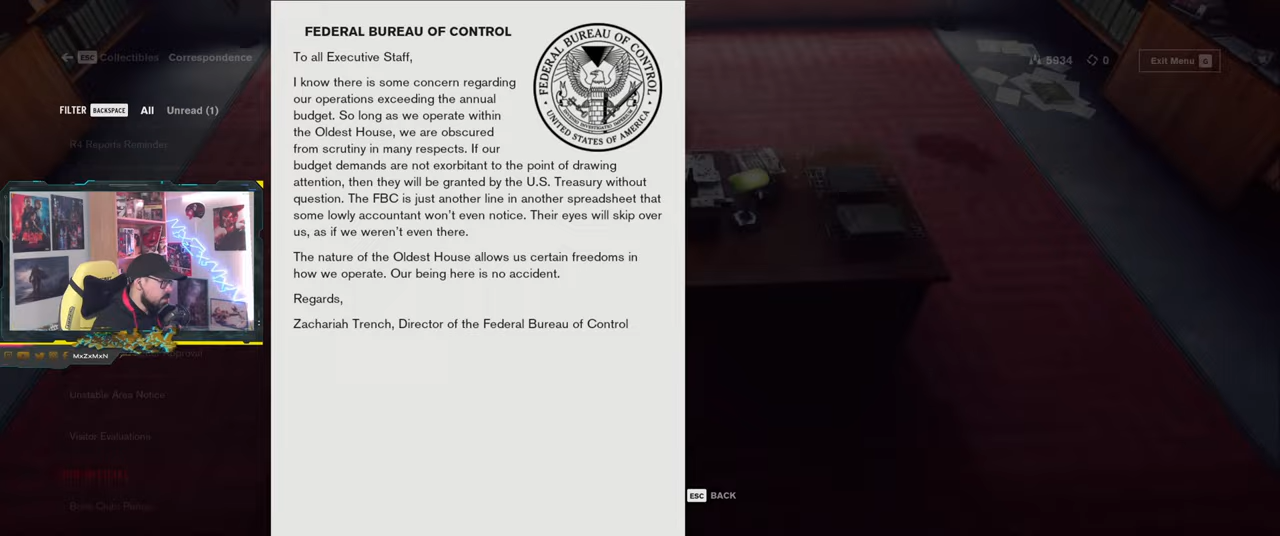 FEDERAL BUREAU OF CONTROL
To all Executive Staff,
I know there is some concern regarding
our operations exceeding the annual
budget. So long as we operate within
the Oldest House, we are obscured
from scrutiny in many respects. If our
budget demands are not exorbitant to the point of drawing
attention, then they will be granted by the U.S. Treasury without
question. The FBC is just another line in another spreadsheet that
some lowly accountant won't even notice. Their eyes will skip over
us, as if we weren't even there.
The nature of the Oldest House allows us certain freedoms in
how we operate. Our being here is no accident.
Regards,
Zachariah Trench, Director of the Federal Bureau of Control
FEDERAL BUREAU OF CONTROL
UNITED STATES OF AMERICA
ESC Collectibles Correspondence
FILTER BACKSPACE All Unread (1)
R4 Reports Reminder
MxZxMxN
Approval
Unstable Area Notice
Visitor Evaluations
5934 0
Exit Menu G
ESC BACK